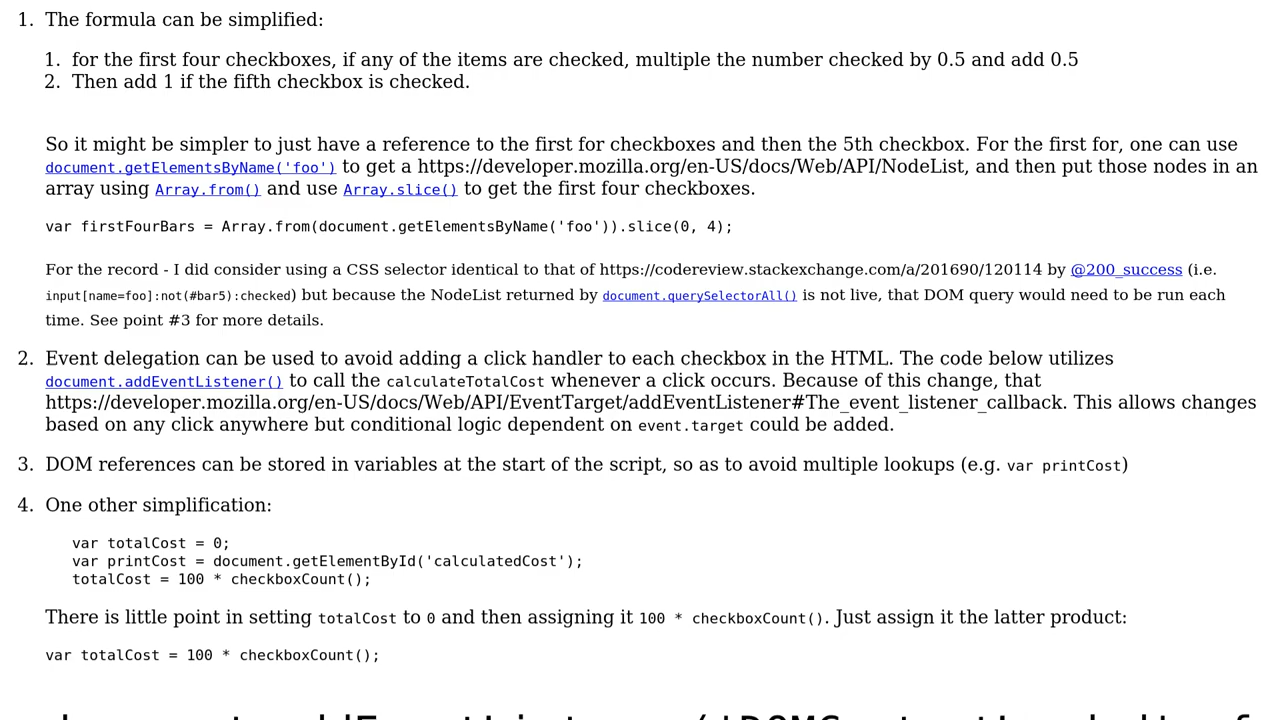 1. The formula can be simplified:
1. for the first four checkboxes, if any of the items are checked, multiple the number checked by 0.5 and add 0.5
2. Then add 1 if the fifth checkbox is checked.
So it might be simpler to just have a reference to the first for checkboxes and then the 5th checkbox. For the first for, one can use
document.getElementsByName('foo') to get a https://developer.mozilla.org/en-US/docs/Web/API/NodeList, and then put those nodes in an
array using Array.from() and use Array.slice() to get the first four checkboxes.
var firstFourBars = Array.from(document.getElementsByName('foo')).slice(0, 4);
For the record - I did consider using a CSS selector identical to that of https://codereview.stackexchange.com/a/201690/120114 by @200_success (i.e.
input[name=foo]:not(#bar5):checked) but because the NodeList returned by document.querySelectorAll() is not live, that DOM query would need to be run each
time. See point #3 for more details.
2. Event delegation can be used to avoid adding a click handler to each checkbox in the HTML. The code below utilizes
document.addEventListener() to call the calculateTotalCost whenever a click occurs. Because of this change, that
https://developer.mozilla.org/en-US/docs/Web/API/EventTarget/addEventListener#The_event_listener_callback. This allows changes
based on any click anywhere but conditional logic dependent on event.target could be added.
3. DOM references can be stored in variables at the start of the script, so as to avoid multiple lookups (e.g. var printCost)
4. One other simplification:
var totalCost = 0;
var printCost = document.getElementById('calculatedCost');
totalCost = 100 * checkboxCount();
There is little point in setting totalCost to 0 and then assigning it 100 * checkboxCount(). Just assign it the latter product:
var totalCost = 100 * checkboxCount();